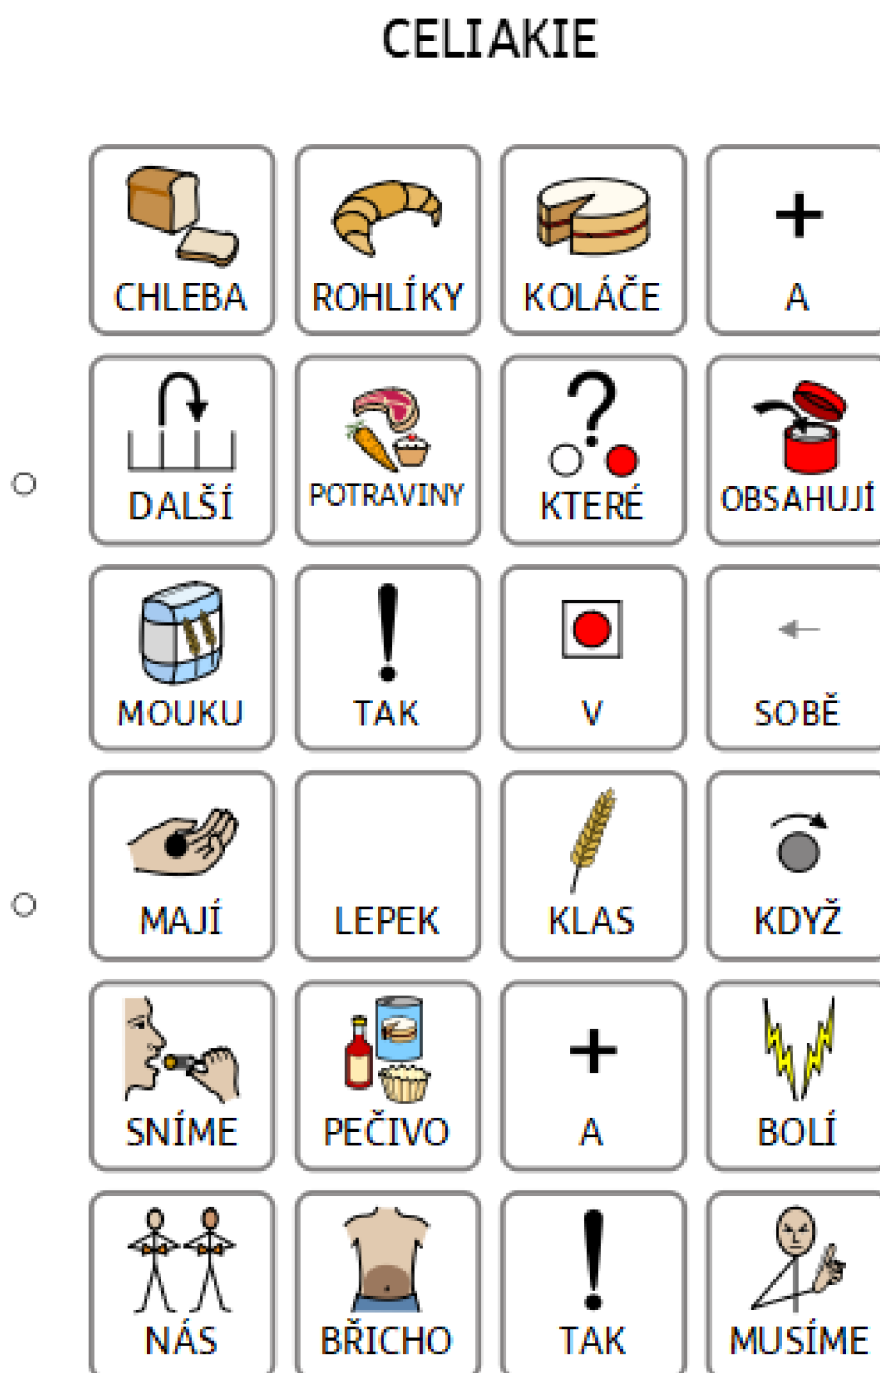 CELIAKIE
CHLEBA ROHLÍKY KOLÁČE A
DALŠÍ POTRAVINY KTERÉ OBSAHUJÍ
MOUKU TAK V SOBĚ
MAJÍ LEPEK KLAS KDYŽ
SNÍME PEČIVO A BOLÍ
NÁS BŘICHO TAK MUSÍME